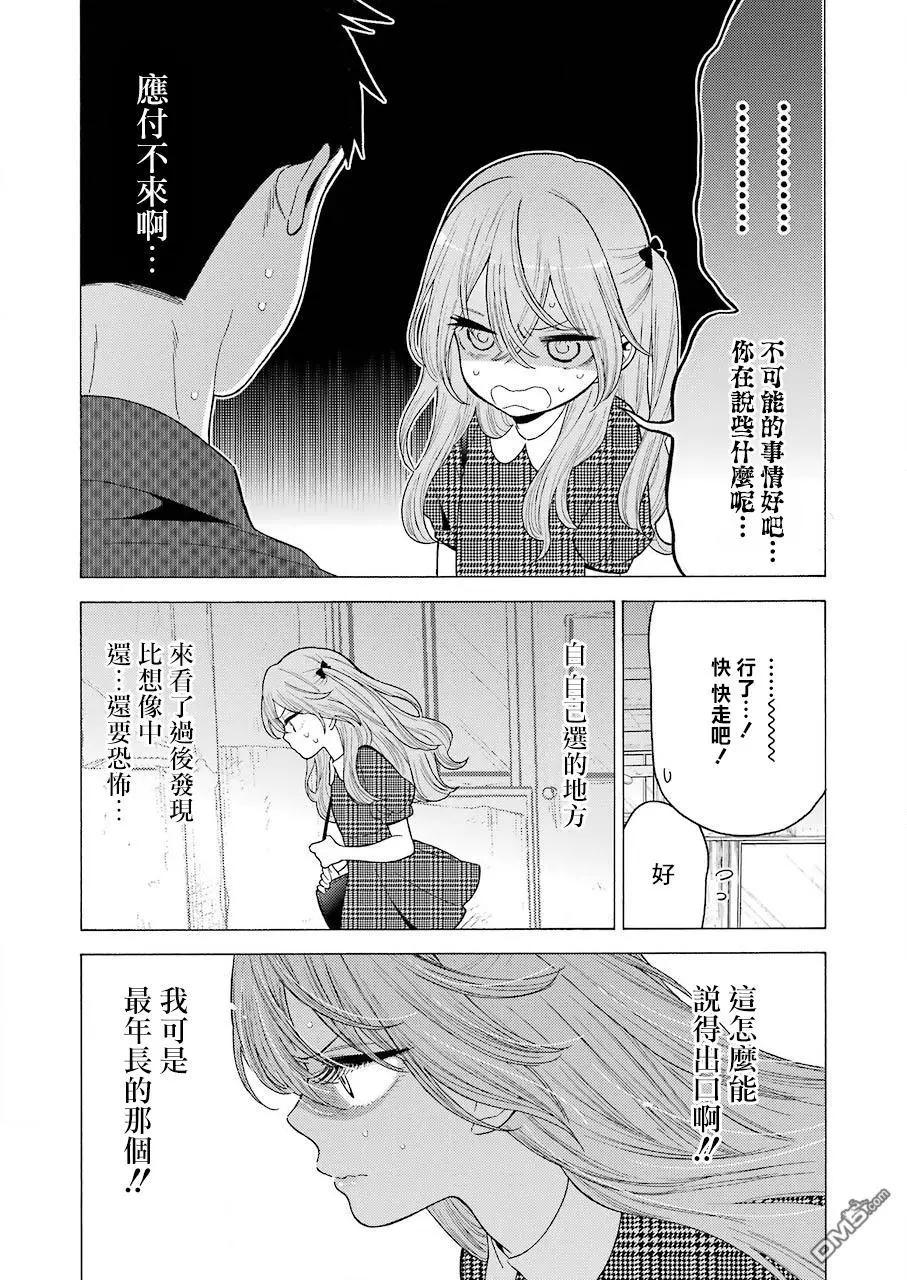 ………………
………………
不可能的事情好吧…
你在說些什麼呢…
應付不來啊…
………………
行了…!
快 快走吧!
好
自 自己選的地方
來看了過後發現
比想像中
還…還要恐怖…
這怎麼能
說得出口啊!!
我可是
最年長的那個!!
DM5.com